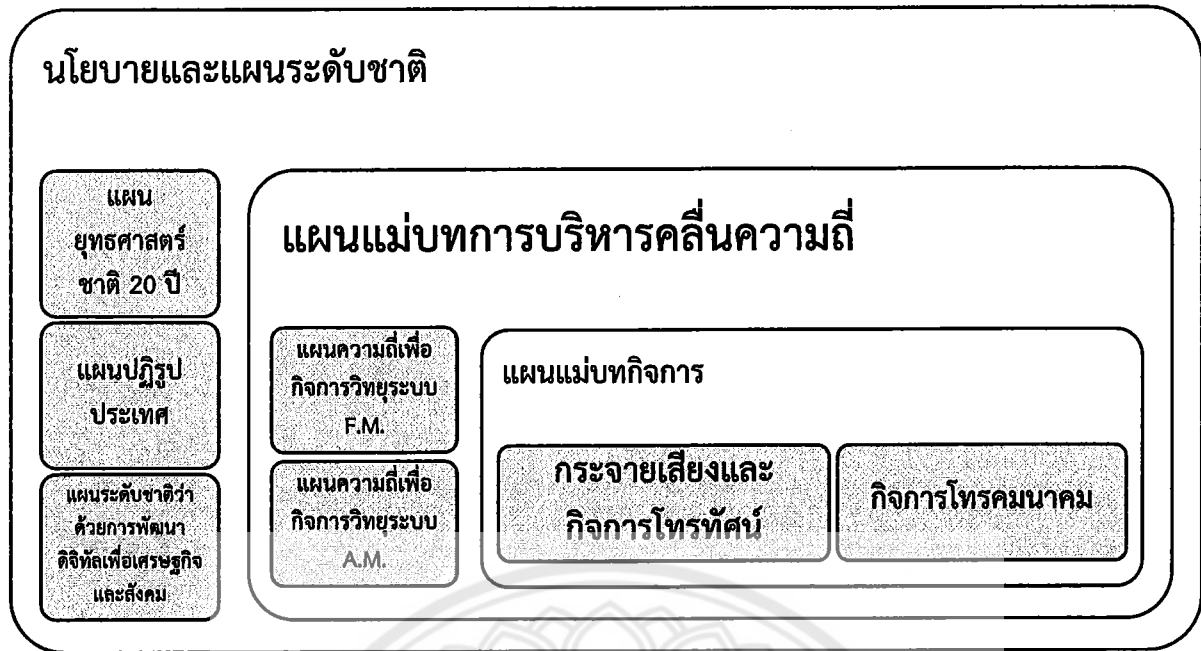 นโยบายและแผนระดับชาติ
แผน
ยุทธศาสตร์
ชาติ 20 ปี
แผนปฏิรูป
ประเทศ
แผนระดับชาติว่า
ด้วยการพัฒนา
ดิจิทัลเพื่อเศรษฐกิจ
และสังคม
แผนแม่บทการบริหารคลื่นความถี่
แผนความถี่เพื่อ
กิจการวิทยุระบบ
F.M.
แผนความถี่เพื่อ
กิจการวิทยุระบบ
A.M.
แผนแม่บทกิจการ
กระจายเสียงและ
กิจการโทรทัศน์
กิจการโทรคมนาคม